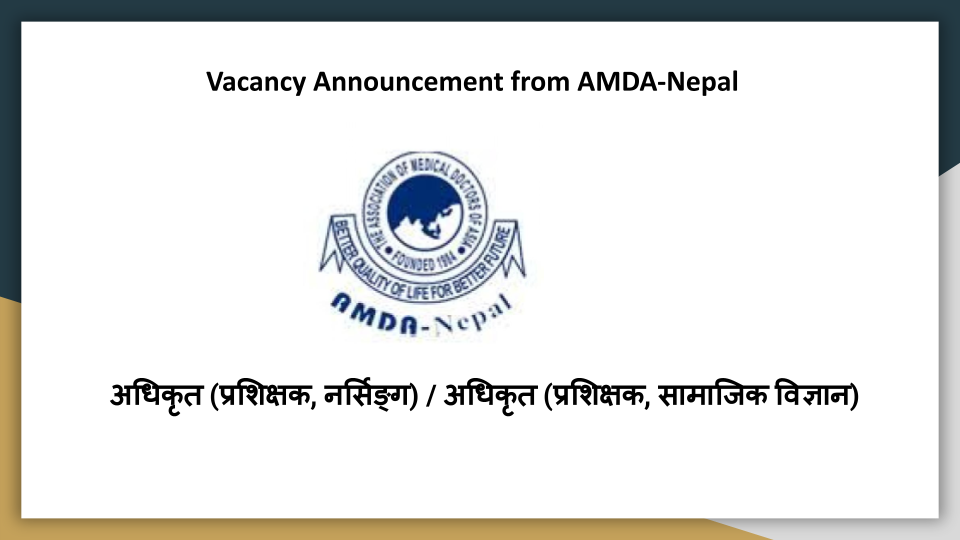 Vacancy Announcement from AMDA-Nepal
THE ASSOCIATION OF MEDICAL DOCTORS OF ASIA
FOUNDED 1984
BETTER QUALITY OF LIFE FOR BETTER FUTURE
AMDA-Nepal
अधिकृत (प्रशिक्षक, नर्सिङ्ग) / अधिकृत (प्रशिक्षक, सामाजिक विज्ञान)